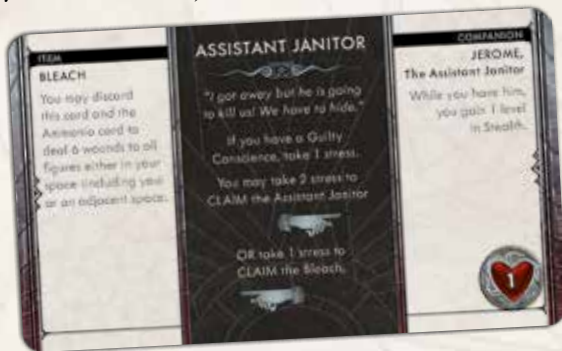 ITEM
BLEACH
You may discard
this card and the
Ammonia card to
deal 6 wounds to all
figures either in your
space (including you)
or an adjacent space.
ASSISTANT JANITOR
"I got away but he is going
to kill us! We have to hide."
If you have a Guilty
Conscience, take 1 stress.
You may take 2 stress to
CLAIM the Assistant Janitor
OR take 1 stress to
CLAIM the Bleach.
COMPANION
JEROME,
The Assistant Janitor
While you have him,
you gain 1 level
in Stealth.
1